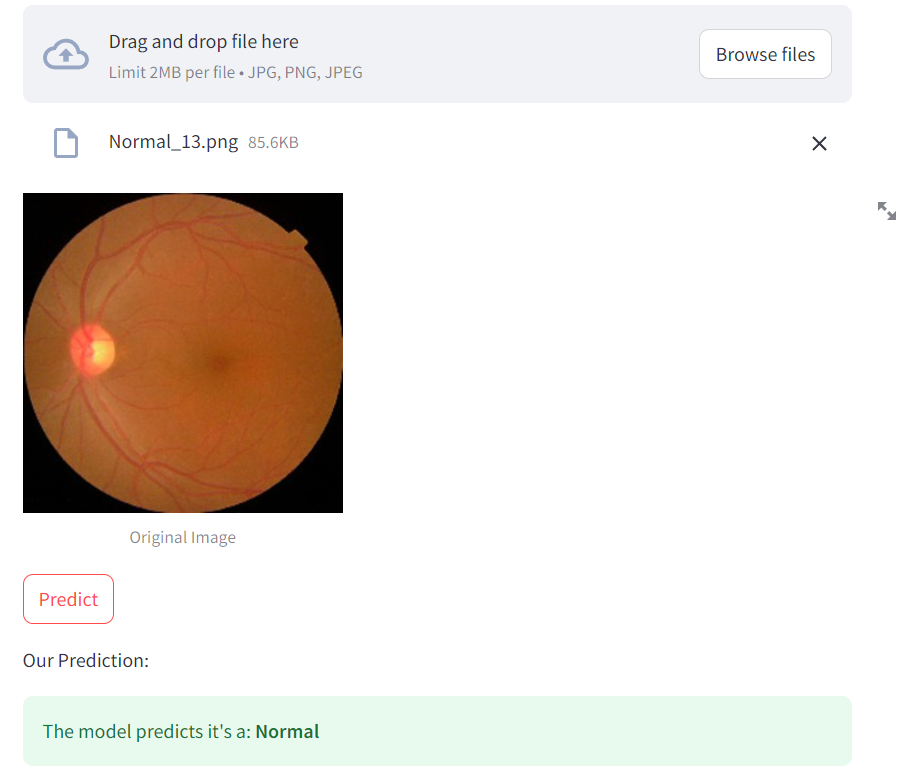 Drag and drop file here
Limit 2MB per file • JPG, PNG, JPEG
Browse files
Normal_13.png 85.6KB
Original Image
Predict
Our Prediction:
The model predicts it's a: Normal